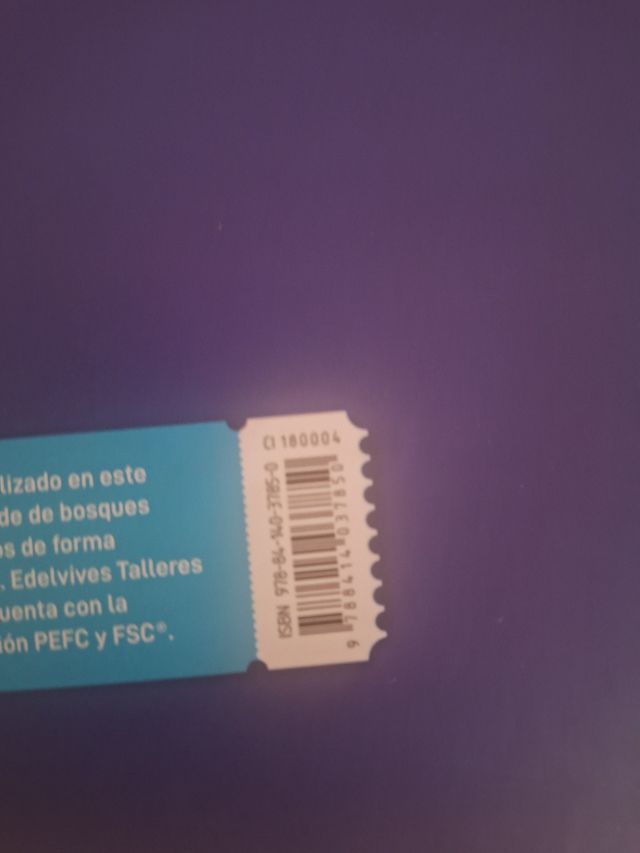 lizado en este
de de bosques
os de forma
. Edelvives Talleres
uenta con la
ión PEFC y FSC®.
CI 180004
ISBN 978-84-140-3785-0
9 788414 037850